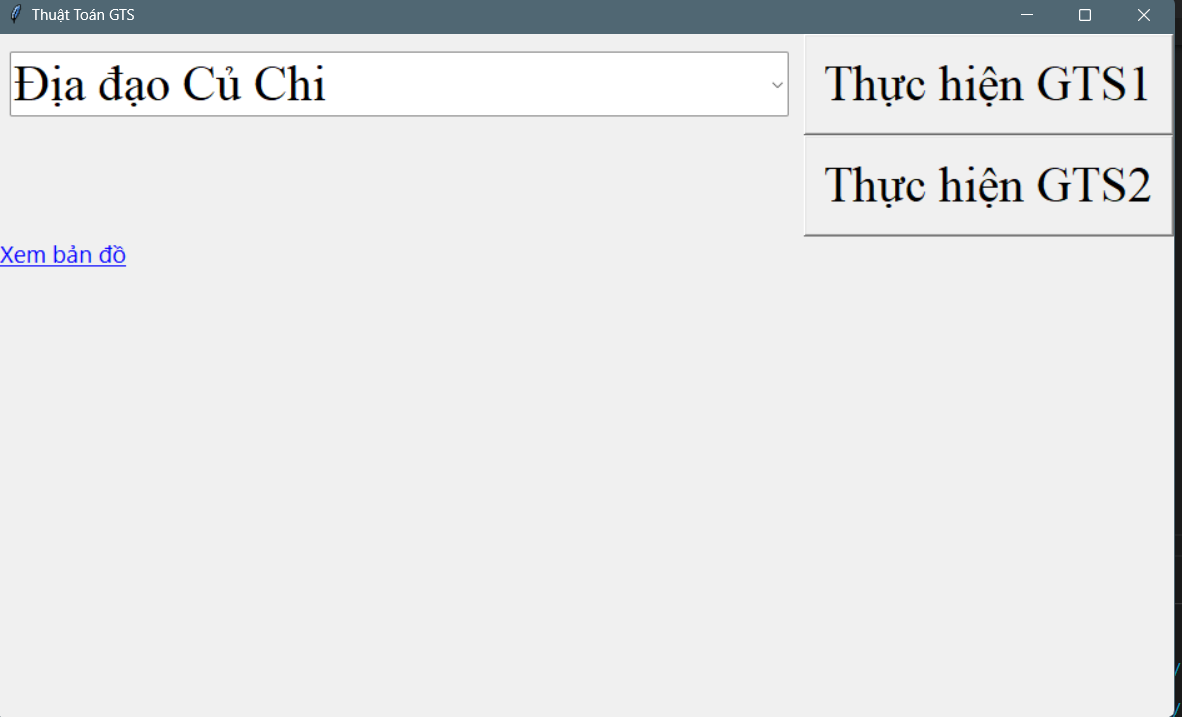 Thuật Toán GTS
Địa đạo Củ Chi
Thực hiện GTS1
Thực hiện GTS2
Xem bản đồ